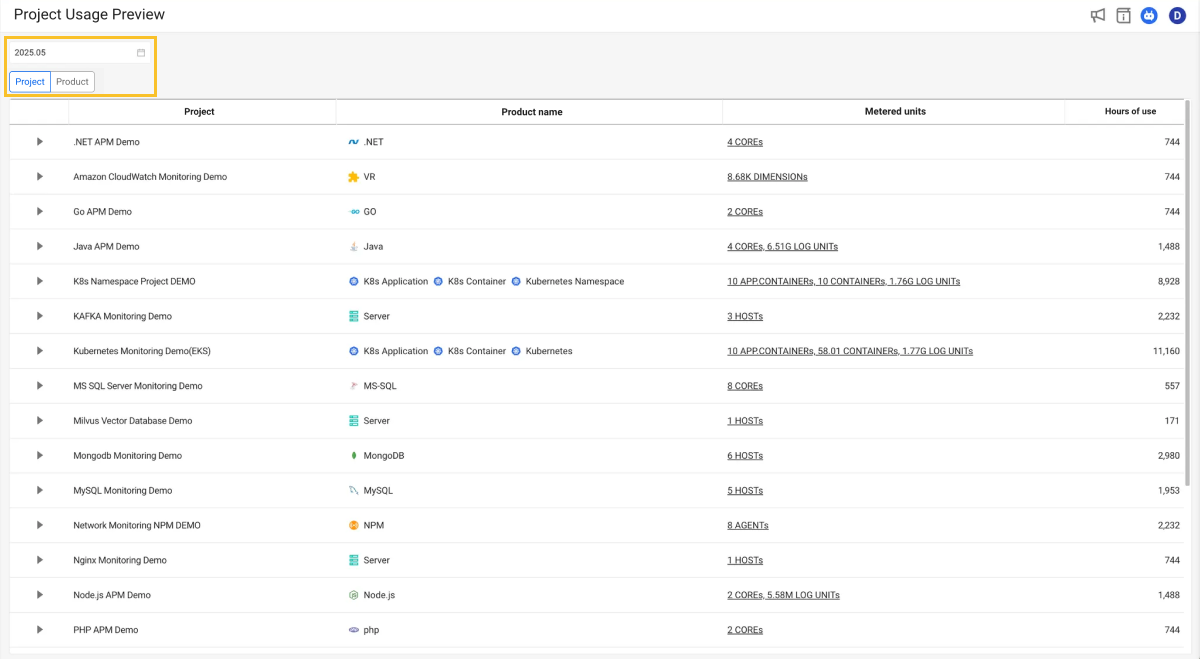 Project Usage Preview
D
2025.05
Project Product
Project Product name Metered units Hours of use
.NET APM Demo .NET 4 COREs 744
Amazon CloudWatch Monitoring Demo VR 8.68K DIMENSIONs 744
Go APM Demo GO 2 COREs 744
Java APM Demo Java 4 COREs, 6.51G LOG UNITs 1,488
K8s Namespace Project DEMO K8s Application K8s Container Kubernetes Namespace 10 APP.CONTAINERs, 10 CONTAINERs, 1.76G LOG UNITs 8,928
KAFKA Monitoring Demo Server 3 HOSTs 2,232
Kubernetes Monitoring Demo(EKS) K8s Application K8s Container Kubernetes 10 APP.CONTAINERs, 58.01 CONTAINERs, 1.77G LOG UNITs 11,160
MS SQL Server Monitoring Demo MS-SQL 8 COREs 557
Milvus Vector Database Demo Server 1 HOSTs 171
Mongodb Monitoring Demo MongoDB 6 HOSTs 2,980
MySQL Monitoring Demo MySQL 5 HOSTs 1,953
Network Monitoring NPM DEMO NPM 8 AGENTs 2,232
Nginx Monitoring Demo Server 1 HOSTs 744
Node.js APM Demo Node.js 2 COREs, 5.58M LOG UNITs 1,488
PHP APM Demo php 2 COREs 744